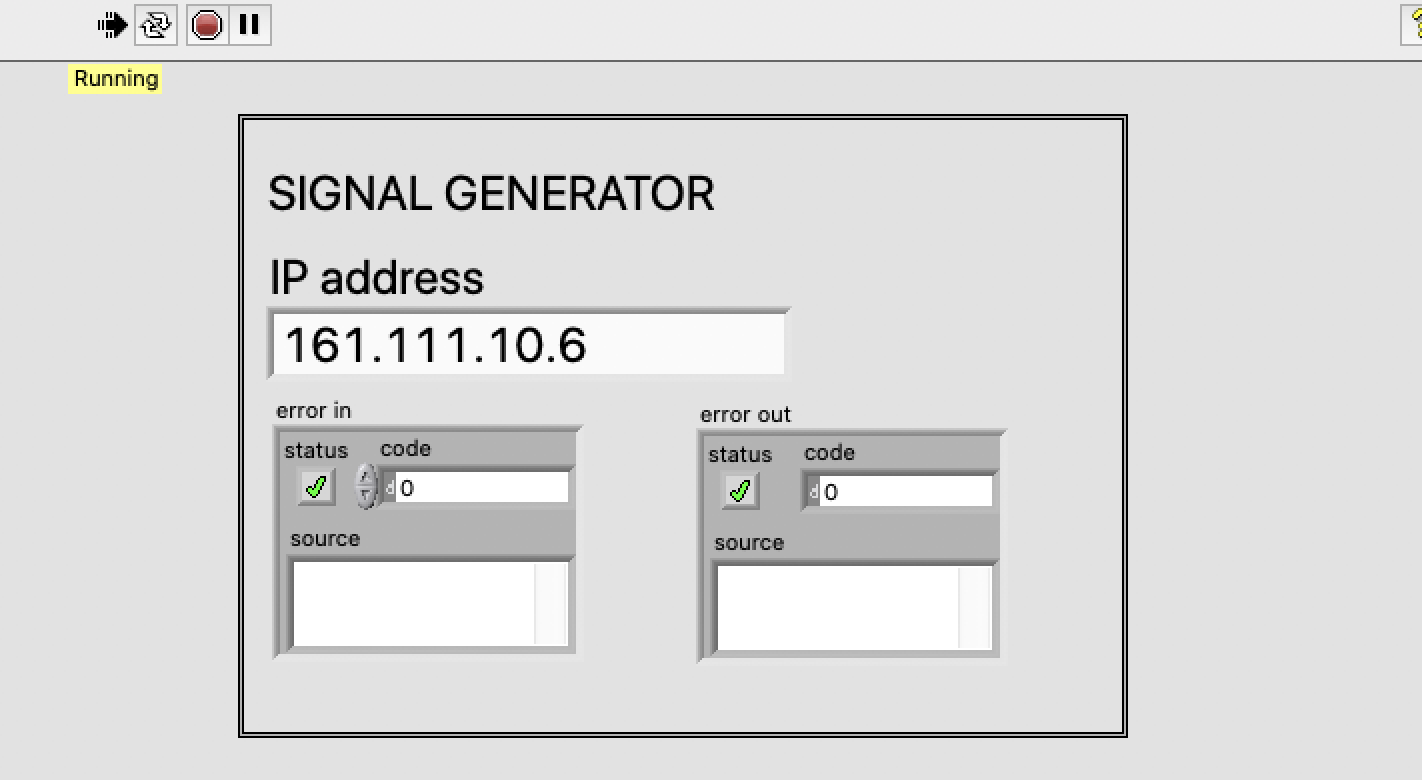 Running
SIGNAL GENERATOR
IP address
161.111.10.6
error in
status code
d 0
source
error out
status code
d 0
source